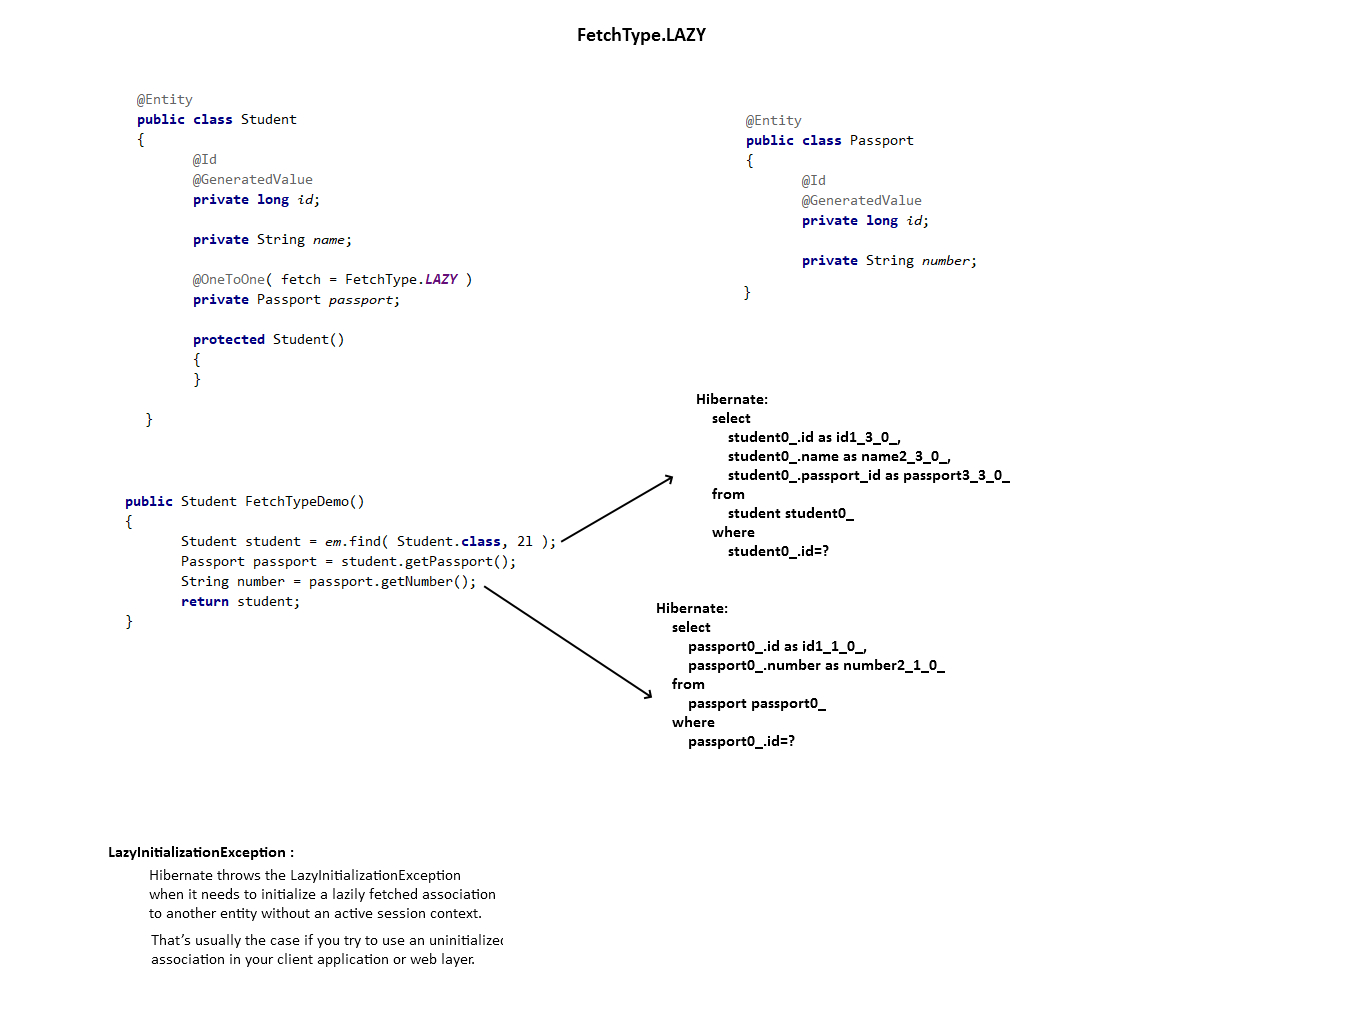 FetchType.LAZY
@Entity
public class Student
{
@Id
@GeneratedValue
private long id;
private String name;
@OneToOne( fetch = FetchType.LAZY )
private Passport passport;
protected Student()
{
}
}
@Entity
public class Passport
{
@Id
@GeneratedValue
private long id;
private String number;
}
public Student FetchTypeDemo()
{
Student student = em.find( Student.class, 2l );
Passport passport = student.getPassport();
String number = passport.getNumber();
return student;
}
Hibernate:
select
student0_.id as id1_3_0_,
student0_.name as name2_3_0_,
student0_.passport_id as passport3_3_0_
from
student student0_
where
student0_.id=?
Hibernate:
select
passport0_.id as id1_1_0_,
passport0_.number as number2_1_0_
from
passport passport0_
where
passport0_.id=?
LazyInitializationException :
Hibernate throws the LazyInitializationException
when it needs to initialize a lazily fetched association
to another entity without an active session context.
That’s usually the case if you try to use an uninitialized
association in your client application or web layer.